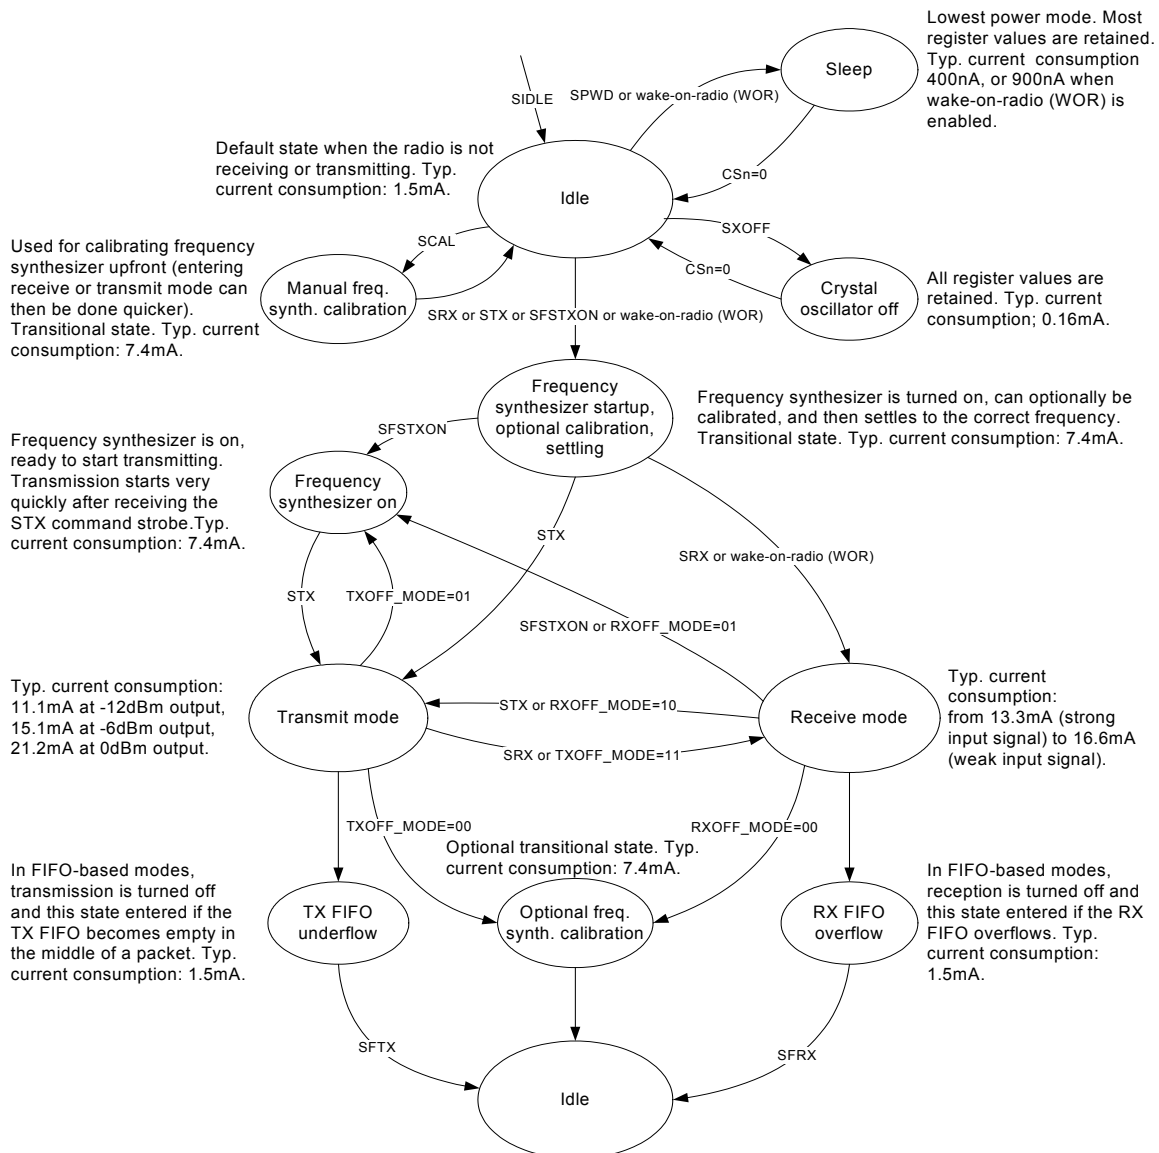 Lowest power mode. Most
register values are retained.
Typ. current consumption
400nA, or 900nA when
wake-on-radio (WOR) is
enabled.
Sleep
SIDLE
SPWD or wake-on-radio (WOR)
Default state when the radio is not
receiving or transmitting. Typ.
current consumption: 1.5mA.
CSn=0
Idle
SXOFF
SCAL
CSn=0
Used for calibrating frequency
synthesizer upfront (entering
receive or transmit mode can
then be done quicker).
Transitional state. Typ. current
consumption: 7.4mA.
Manual freq.
synth. calibration
Crystal
oscillator off
All register values are
retained. Typ. current
consumption; 0.16mA.
SRX or STX or SFSTXON or wake-on-radio (WOR)
Frequency
synthesizer startup,
optional calibration,
settling
Frequency synthesizer is turned on, can optionally be
calibrated, and then settles to the correct frequency.
Transitional state. Typ. current consumption: 7.4mA.
SFSTXON
Frequency synthesizer is on,
ready to start transmitting.
Transmission starts very
quickly after receiving the
STX command strobe.Typ.
current consumption: 7.4mA.
Frequency
synthesizer on
STX
SRX or wake-on-radio (WOR)
STX
TXOFF_MODE=01
SFSTXON or RXOFF_MODE=01
Typ. current consumption:
11.1mA at -12dBm output,
15.1mA at -6dBm output,
21.2mA at 0dBm output.
Transmit mode
STX or RXOFF_MODE=10
SRX or TXOFF_MODE=11
Receive mode
Typ. current
consumption:
from 13.3mA (strong
input signal) to 16.6mA
(weak input signal).
TXOFF_MODE=00
RXOFF_MODE=00
Optional transitional state. Typ.
current consumption: 7.4mA.
In FIFO-based modes,
transmission is turned off
and this state entered if the
TX FIFO becomes empty in
the middle of a packet. Typ.
current consumption: 1.5mA.
TX FIFO
underflow
Optional freq.
synth. calibration
RX FIFO
overflow
In FIFO-based modes,
reception is turned off and
this state entered if the RX
FIFO overflows. Typ.
current consumption:
1.5mA.
SFTX
SFRX
Idle